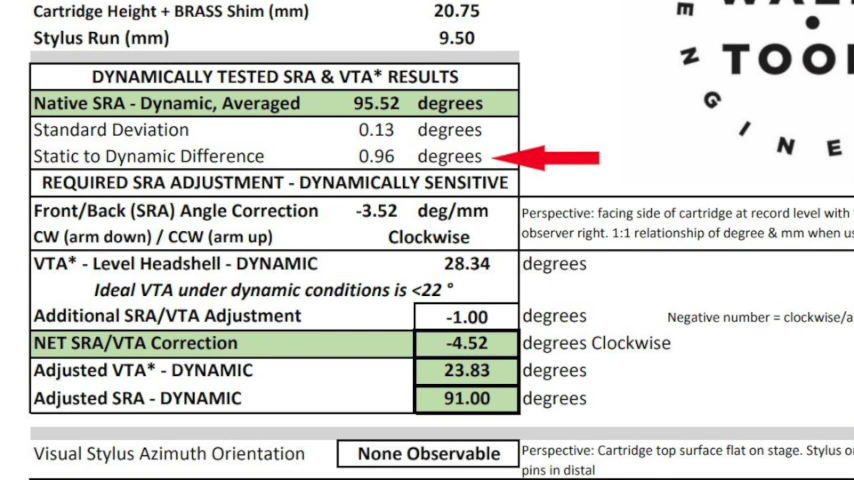 Cartridge Height + BRASS Shim (mm) 20.75
Stylus Run (mm) 9.50
DYNAMICALLY TESTED SRA & VTA* RESULTS
Native SRA - Dynamic, Averaged 95.52 degrees
Standard Deviation 0.13 degrees
Static to Dynamic Difference 0.96 degrees
REQUIRED SRA ADJUSTMENT - DYNAMICALLY SENSITIVE
Front/Back (SRA) Angle Correction -3.52 deg/mm
Perspective: facing side of cartridge at record level with
CW (arm down) / CCW (arm up) Clockwise
observer right. 1:1 relationship of degree & mm when
VTA* - Level Headshell - DYNAMIC 28.34 degrees
Ideal VTA under dynamic conditions is <22 °
Additional SRA/VTA Adjustment -1.00 degrees
Negative number = clockwise/a
NET SRA/VTA Correction -4.52 degrees Clockwise
Adjusted VTA* - DYNAMIC 23.83 degrees
Adjusted SRA - DYNAMIC 91.00 degrees
Visual Stylus Azimuth Orientation None Observable
Perspective: Cartridge top surface flat on stage. Stylus
pins in distal
TOO
E N G I N E